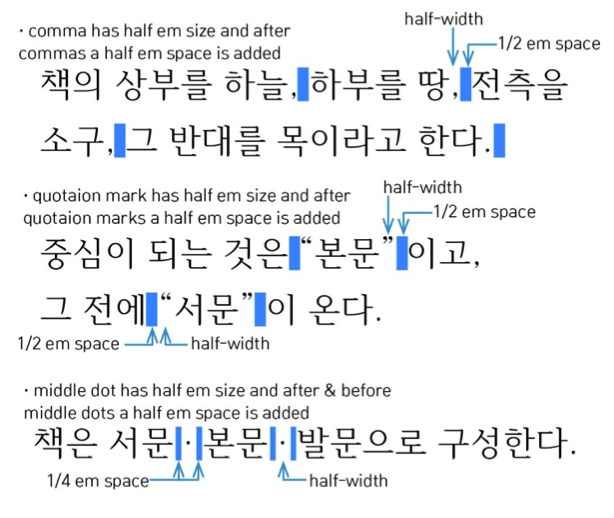 · comma has half em size and after
commas a half em space is added
half-width
1/2 em space
책의 상부를 하늘, 하부를 땅, 전측을
소구, 그 반대를 목이라고 한다.
· quotaion mark has half em size and after
quotaion marks a half em space is added
half-width
1/2 em space
중심이 되는 것은 “본문” 이고,
그 전에 “서문” 이 온다.
1/2 em space
half-width
· middle dot has half em size and after & before
middle dots a half em space is added
책은 서문 · 본문 · 발문으로 구성한다.
1/4 em space
half-width